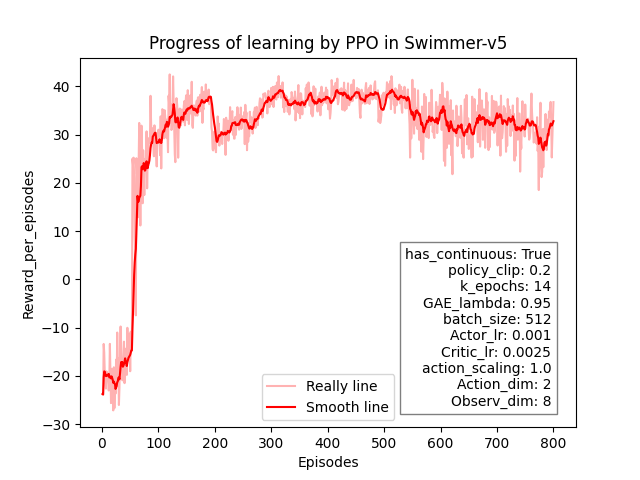 Progress of learning by PPO in Swimmer-v5
Reward_per_episodes
40
30
20
10
0
−10
−20
−30
has_continuous: True
policy_clip: 0.2
k_epochs: 14
GAE_lambda: 0.95
batch_size: 512
Actor_lr: 0.001
Critic_lr: 0.0025
action_scaling: 1.0
Action_dim: 2
Observ_dim: 8
Really line
Smooth line
0 100 200 300 400 500 600 700 800
Episodes